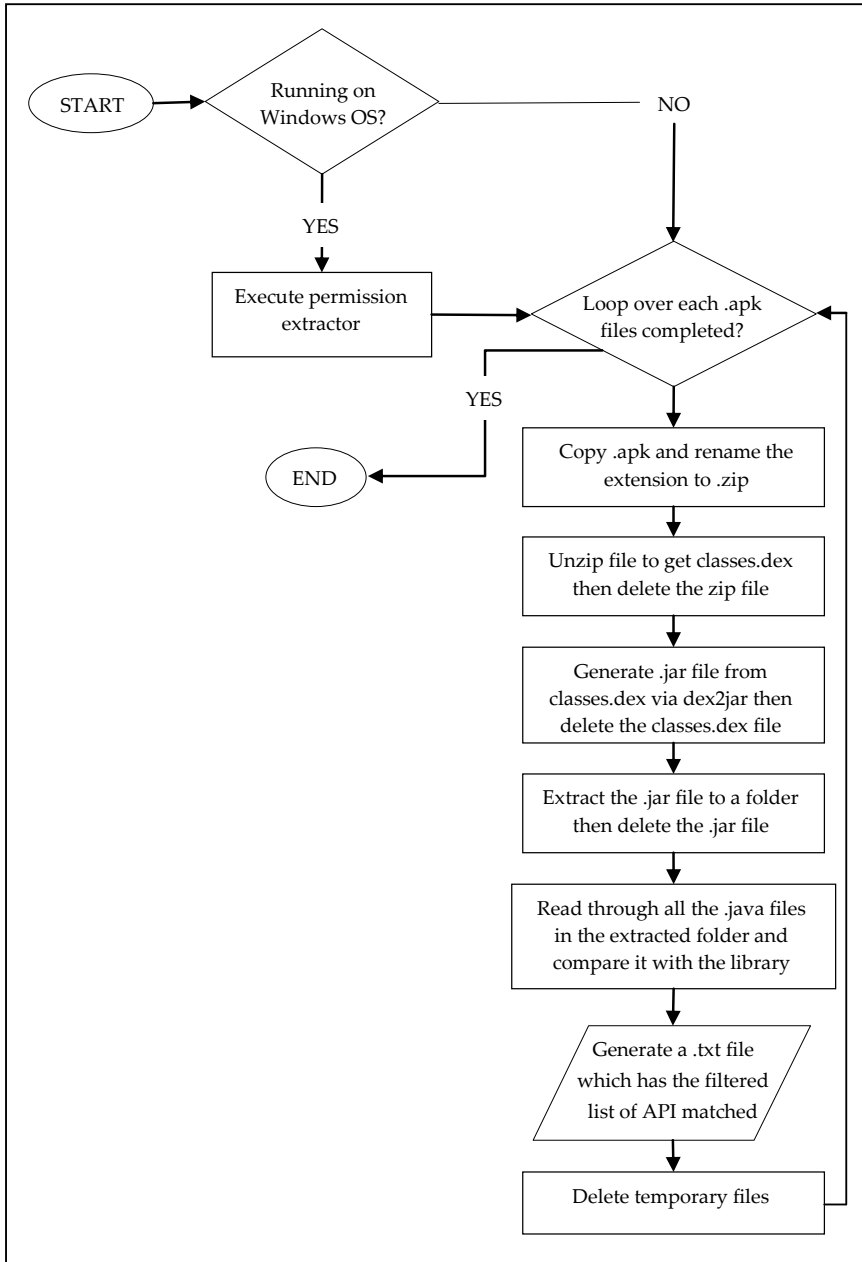 START
Running on
Windows OS?
NO
YES
Execute permission
extractor
Loop over each .apk
files completed?
YES
END
Copy .apk and rename the
extension to .zip
Unzip file to get classes.dex
then delete the zip file
Generate .jar file from
classes.dex via dex2jar then
delete the classes.dex file
Extract the .jar file to a folder
then delete the .jar file
Read through all the .java files
in the extracted folder and
compare it with the library
Generate a .txt file
which has the filtered
list of API matched
Delete temporary files